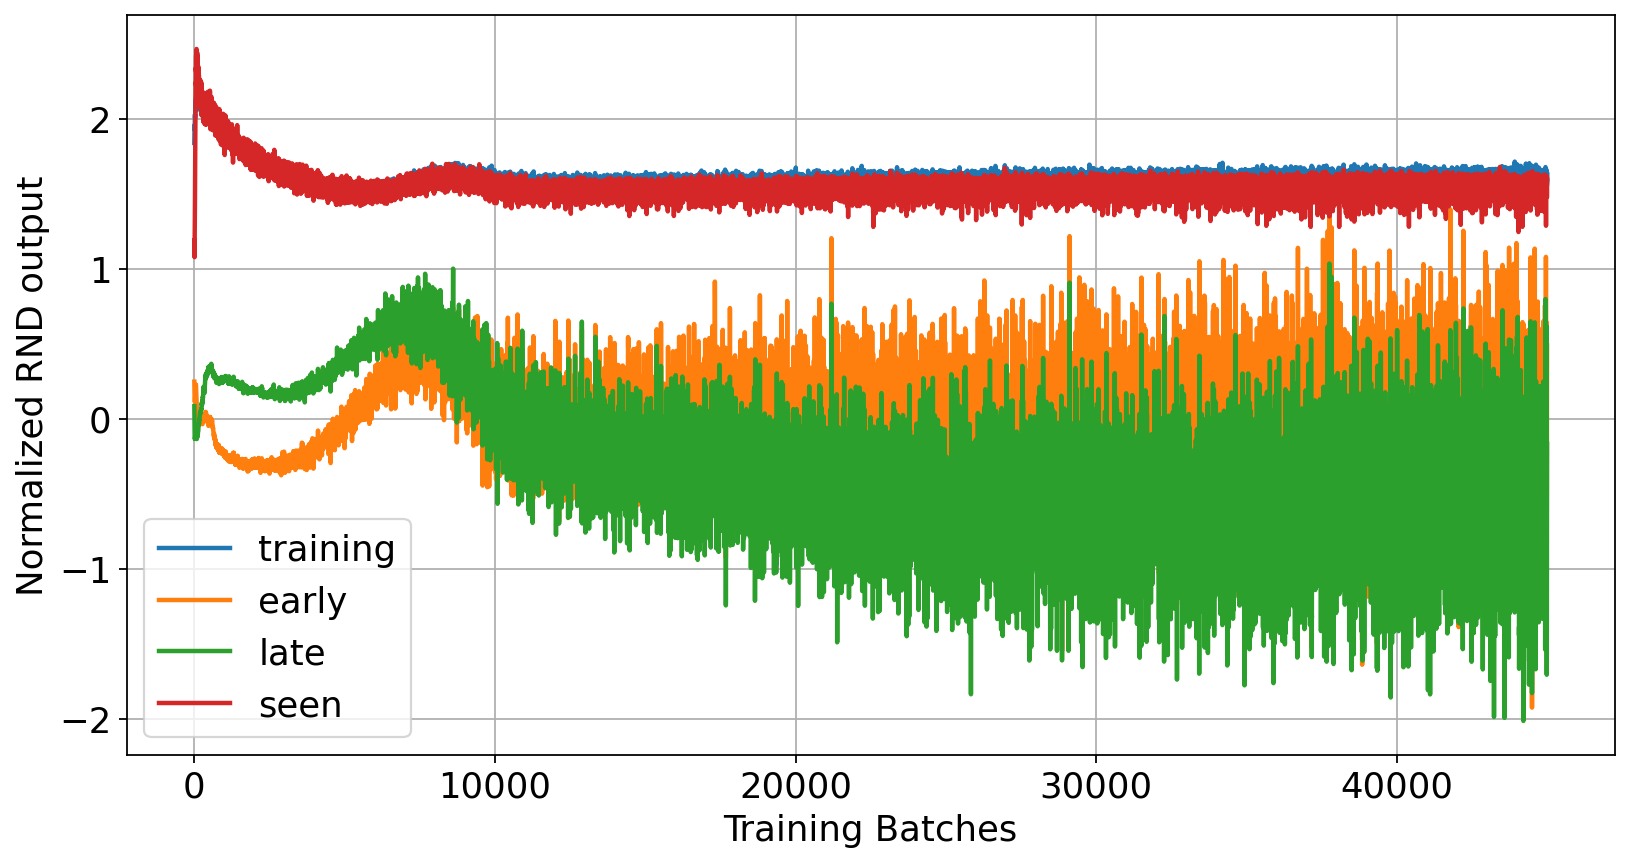 Normalized RND output
2
1
0
−1
−2
training
early
late
seen
0
10000
20000
30000
40000
Training Batches